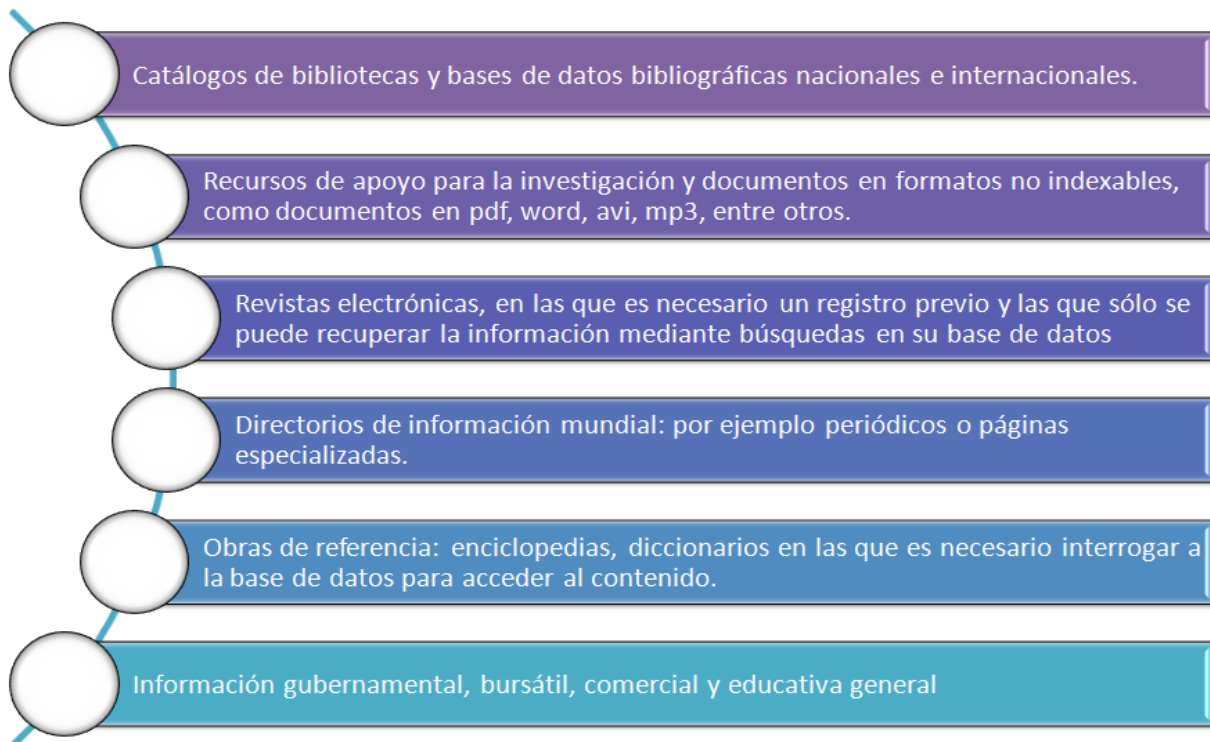 Catálogos de bibliotecas y bases de datos bibliográficas nacionales e internacionales.
Recursos de apoyo para la investigación y documentos en formatos no indexables,
como documentos en pdf, word, avi, mp3, entre otros.
Revistas electrónicas, en las que es necesario un registro previo y las que sólo se
puede recuperar la información mediante búsquedas en su base de datos
Directorios de información mundial: por ejemplo periódicos o páginas
especializadas.
Obras de referencia: enciclopedias, diccionarios en las que es necesario interrogar a
la base de datos para acceder al contenido.
Información gubernamental, bursátil, comercial y educativa general